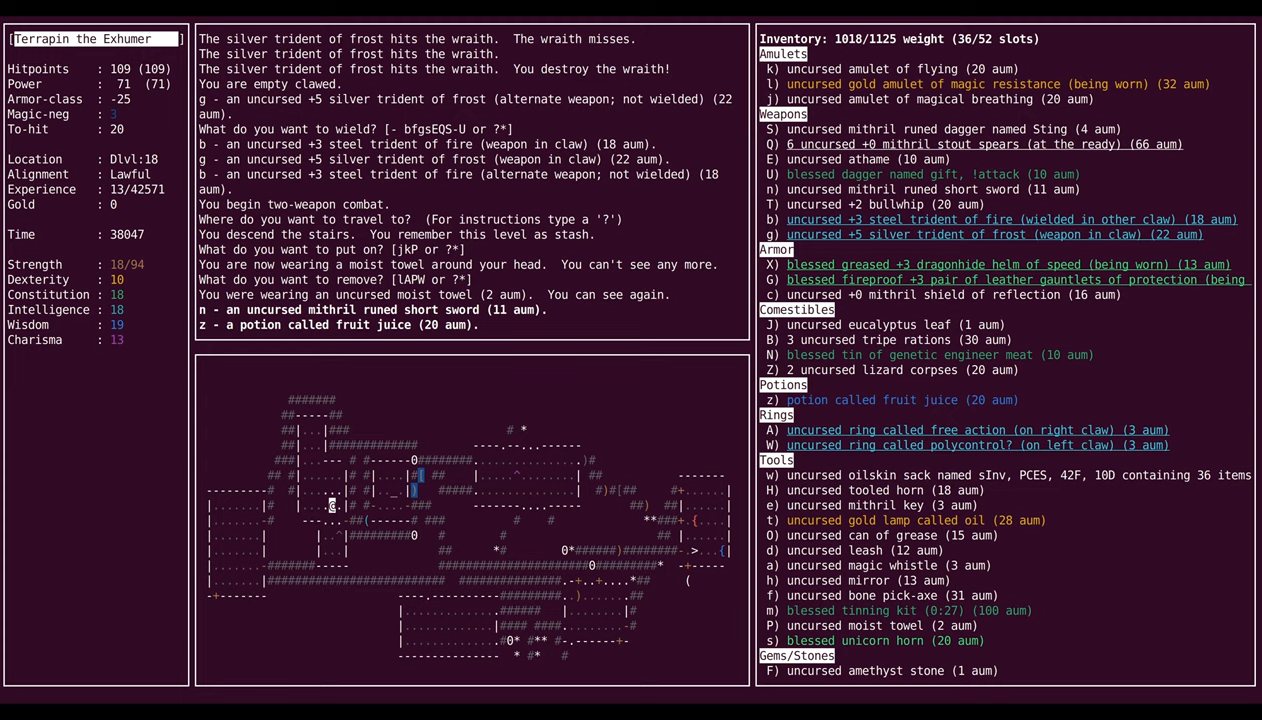 [Terrapin the Exhumer ]
Hitpoints : 109 (109)
Power : 71 (71)
Armor-class : -25
Magic-neg : 3
To-hit : 20
Location : Dlvl:18
Alignment : Lawful
Experience : 13/42571
Gold : 0
Time : 38047
Strength : 18/94
Dexterity : 10
Constitution : 18
Intelligence : 18
Wisdom : 19
Charisma : 13
The silver trident of frost hits the wraith. The wraith misses.
The silver trident of frost hits the wraith.
The silver trident of frost hits the wraith. You destroy the wraith!
You are empty clawed.
g - an uncursed +5 silver trident of frost (alternate weapon; not wielded) (22
aum).
What do you want to wield? [- bfgsEQS-U or ?*]
b - an uncursed +3 steel trident of fire (weapon in claw) (18 aum).
g - an uncursed +5 silver trident of frost (weapon in claw) (22 aum).
b - an uncursed +3 steel trident of fire (alternate weapon; not wielded) (18
aum).
You begin two-weapon combat.
Where do you want to travel to? (For instructions type a '?')
You descend the stairs. You remember this level as stash.
What do you want to put on? [jkP or ?*]
You are now wearing a moist towel around your head. You can't see any more.
What do you want to remove? [lAPW or ?*]
You were wearing an uncursed moist towel (2 aum). You can see again.
n - an uncursed mithril runed short sword (11 aum).
z - a potion called fruit juice (20 aum).
Inventory: 1018/1125 weight (36/52 slots)
Amulets
k) uncursed amulet of flying (20 aum)
l) uncursed gold amulet of magic resistance (being worn) (32 aum)
j) uncursed amulet of magical breathing (20 aum)
Weapons
S) uncursed mithril runed dagger named Sting (4 aum)
Q) 6 uncursed +0 mithril stout spears (at the ready) (66 aum)
E) uncursed athame (10 aum)
U) blessed dagger named gift, !attack (10 aum)
n) uncursed mithril runed short sword (11 aum)
T) uncursed +2 bullwhip (20 aum)
b) uncursed +3 steel trident of fire (wielded in other claw) (18 aum)
g) uncursed +5 silver trident of frost (weapon in claw) (22 aum)
Armor
X) blessed greased +3 dragonhide helm of speed (being worn) (13 aum)
G) blessed fireproof +3 pair of leather gauntlets of protection (being
c) uncursed +0 mithril shield of reflection (16 aum)
Comestibles
J) uncursed eucalyptus leaf (1 aum)
B) 3 uncursed tripe rations (30 aum)
N) blessed tin of genetic engineer meat (10 aum)
Z) 2 uncursed lizard corpses (20 aum)
Potions
z) potion called fruit juice (20 aum)
Rings
A) uncursed ring called free action (on right claw) (3 aum)
W) uncursed ring called polycontrol? (on left claw) (3 aum)
Tools
w) uncursed oilskin sack named sInv, PCES, 42F, 10D containing 36 items
H) uncursed tooled horn (18 aum)
e) uncursed mithril key (3 aum)
t) uncursed gold lamp called oil (28 aum)
O) uncursed can of grease (15 aum)
d) uncursed leash (12 aum)
a) uncursed magic whistle (3 aum)
h) uncursed mirror (13 aum)
f) uncursed bone pick-axe (31 aum)
m) blessed tinning kit (0:27) (100 aum)
P) uncursed moist towel (2 aum)
s) blessed unicorn horn (20 aum)
Gems/Stones
F) uncursed amethyst stone (1 aum)